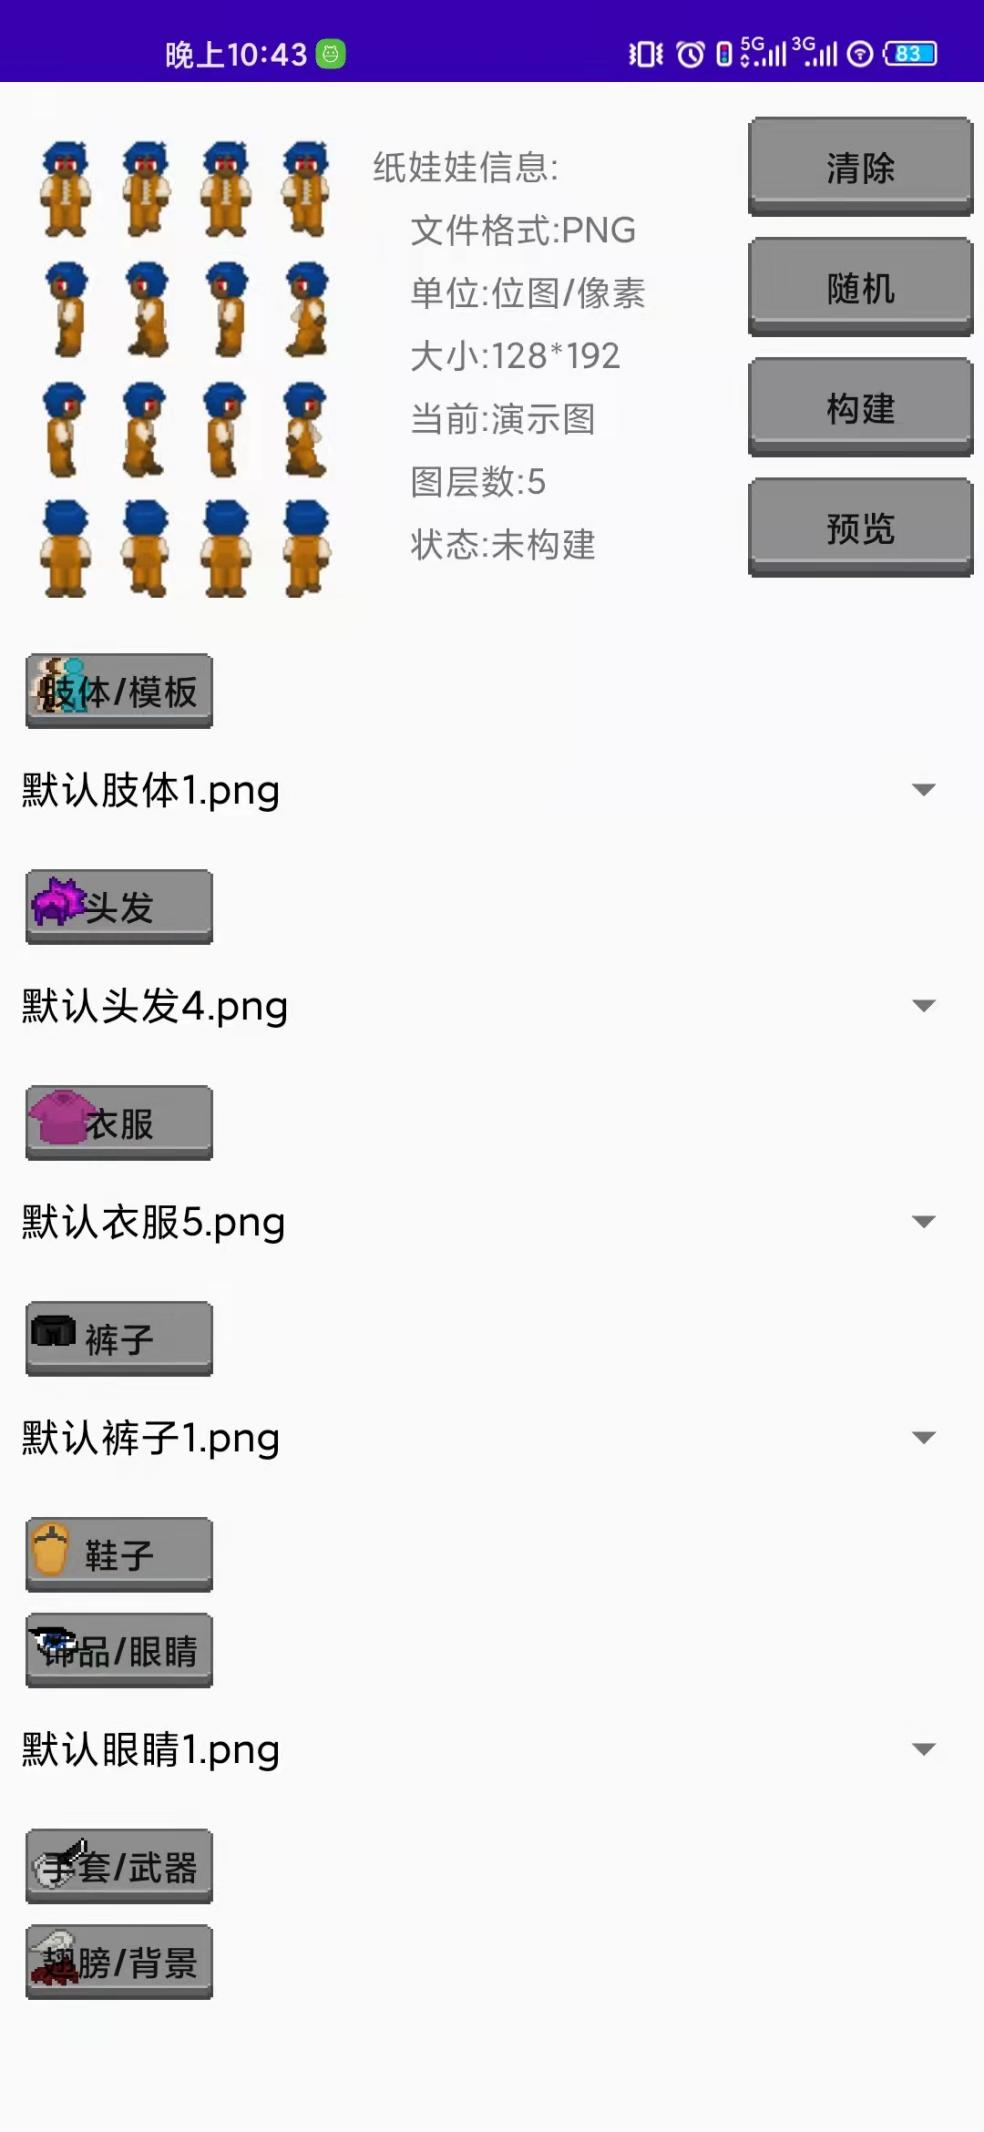 晚上10:43
5G 3G 83
纸娃娃信息:
文件格式:PNG
单位:位图/像素
大小:128*192
当前:演示图
图层数:5
状态:未构建
清除
随机
构建
预览
肢体/模板
默认肢体1.png
头发
默认头发4.png
衣服
默认衣服5.png
裤子
默认裤子1.png
鞋子
饰品/眼睛
默认眼睛1.png
手套/武器
翅膀/背景